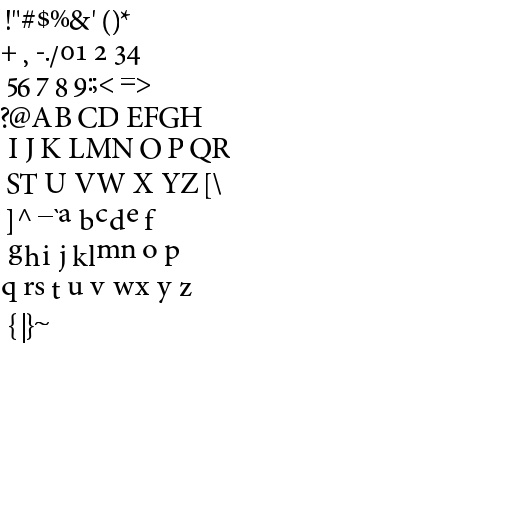 !"#$%&' ()*
+ , -./01 2 34
56 7 8 9:;< =>
?@AB CD EFGH
I J K LMN O P QR
ST U VW X YZ [\
]^ _`a bcde f
ghi j klmn o p
q rs t u v wx y z
{|}~